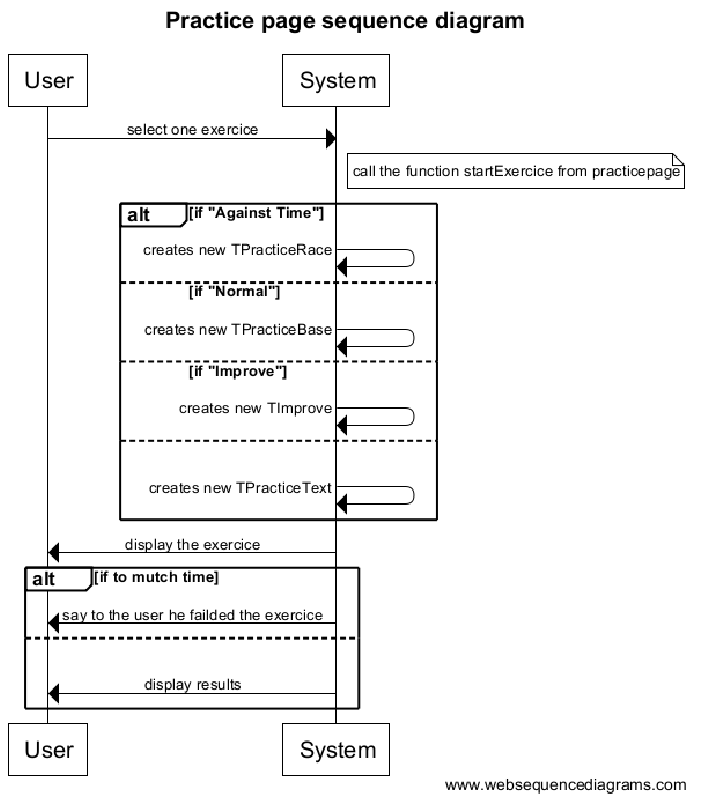 Practice page sequence diagram
User
System
select one exercice
call the function startExercice from practicepage
alt
[if "Against Time"]
creates new TPracticeRace
[if "Normal"]
creates new TPracticeBase
[if "Improve"]
creates new TImprove
creates new TPracticeText
display the exercice
alt
[if to mutch time]
say to the user he failded the exercice
display results
User
System
www.websequencediagrams.com